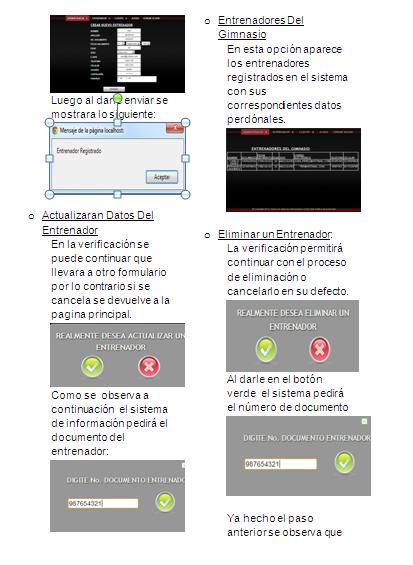 CREAR NUEVO ENTRENADOR
Luego al darle enviar se
mostrara lo siguiente:
Mensaje de la página localhost:
Entrenador Registrado
Aceptar
o Actualizaran Datos Del
Entrenador
En la verificación se
puede continuar que
llevara a otro formulario
por lo contrario si se
cancela se devuelve a la
pagina principal.
REALMENTE DESEA ACTUALIZAR UN
ENTRENADOR
Como se observa a
continuación el sistema
de información pedirá el
documento del
entrenador:
DIGITE No. DOCUMENTO ENTRENADOR
987654321
o Entrenadores Del
Gimnasio
En esta opción aparece
los entrenadores
registrados en el sistema
con sus
correspondientes datos
perdónales.
ENTRENADORES DEL GIMNASIO
o Eliminar un Entrenador:
La verificación permitirá
continuar con el proceso
de eliminación o
cancelarlo en su defecto.
REALMENTE DESEA ELIMINAR UN
ENTRENADOR
Al darle en el botón
verde el sistema pedirá
el número de documento
DIGITE No. DOCUMENTO ENTRENADOR
987654321
Ya hecho el paso
anterior se observa que